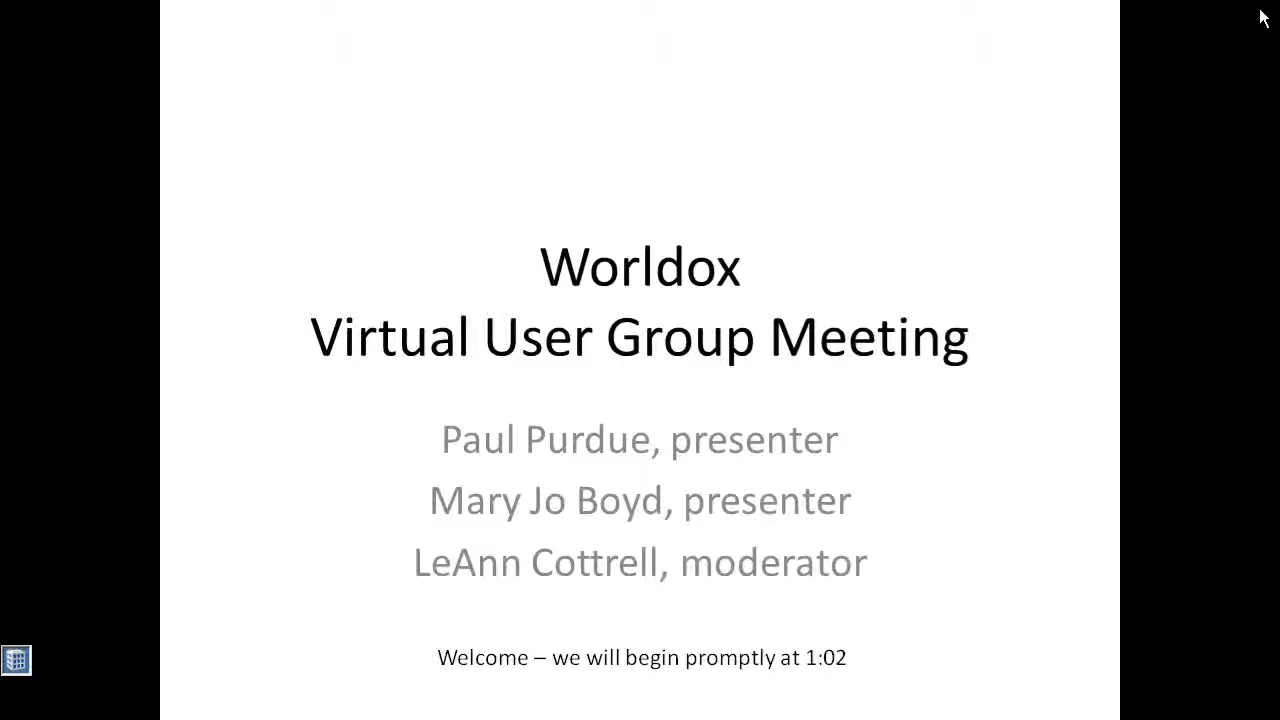 Worldox
Virtual User Group Meeting
Paul Purdue, presenter
Mary Jo Boyd, presenter
LeAnn Cottrell, moderator
Welcome – we will begin promptly at 1:02